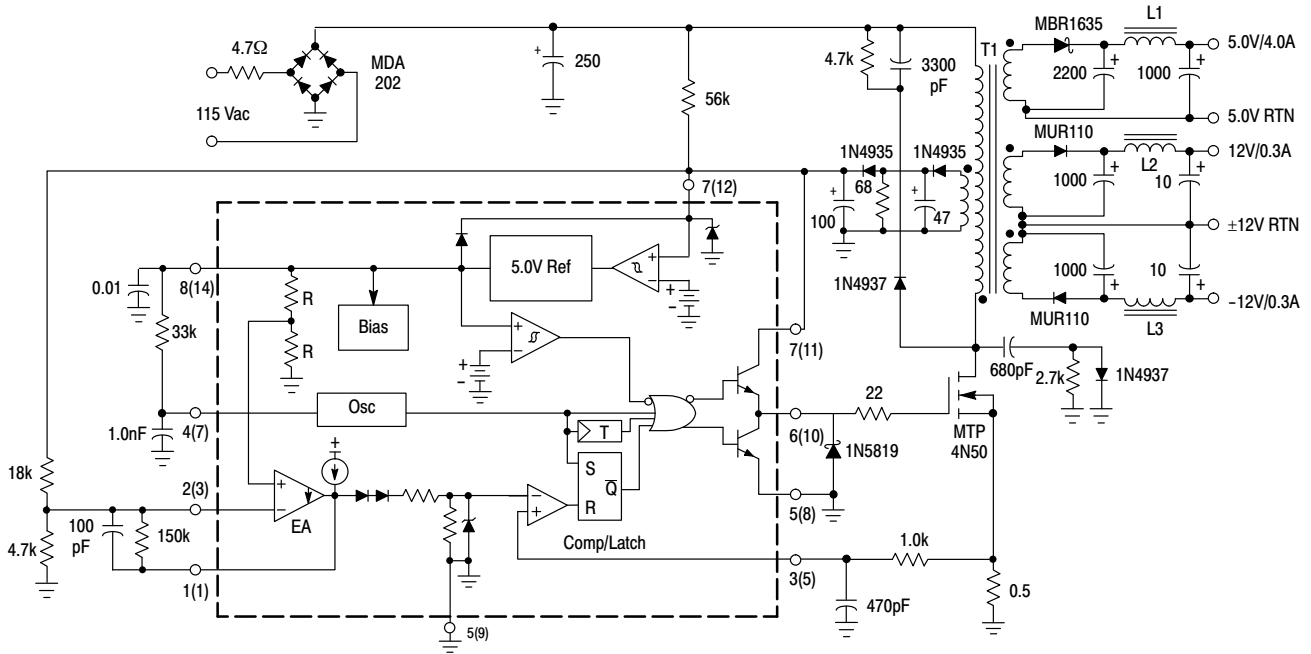 4.7Ω
MDA
202
115 Vac
+
250
56k
4.7k
3300
pF
T1
MBR1635
L1
5.0V/4.0A
+
2200
+
1000
5.0V RTN
MUR110
L2
12V/0.3A
+
1000
+
10
±12V RTN
1000
+
10
+
MUR110
L3
–12V/0.3A
7(12)
1N4935
1N4935
+
100
68
+
47
1N4937
0.01
8(14)
33k
R
R
Bias
5.0V Ref
+
–
+
–
+
–
+
–
7(11)
680pF
2.7k
1N4937
1.0nF
4(7)
Osc
T
6(10)
22
1N5819
MTP
4N50
18k
2(3)
+
+
–
EA
S
Q
R
–
+
Comp/Latch
5(8)
100
pF
150k
4.7k
1(1)
3(5)
1.0k
470pF
0.5
5(9)